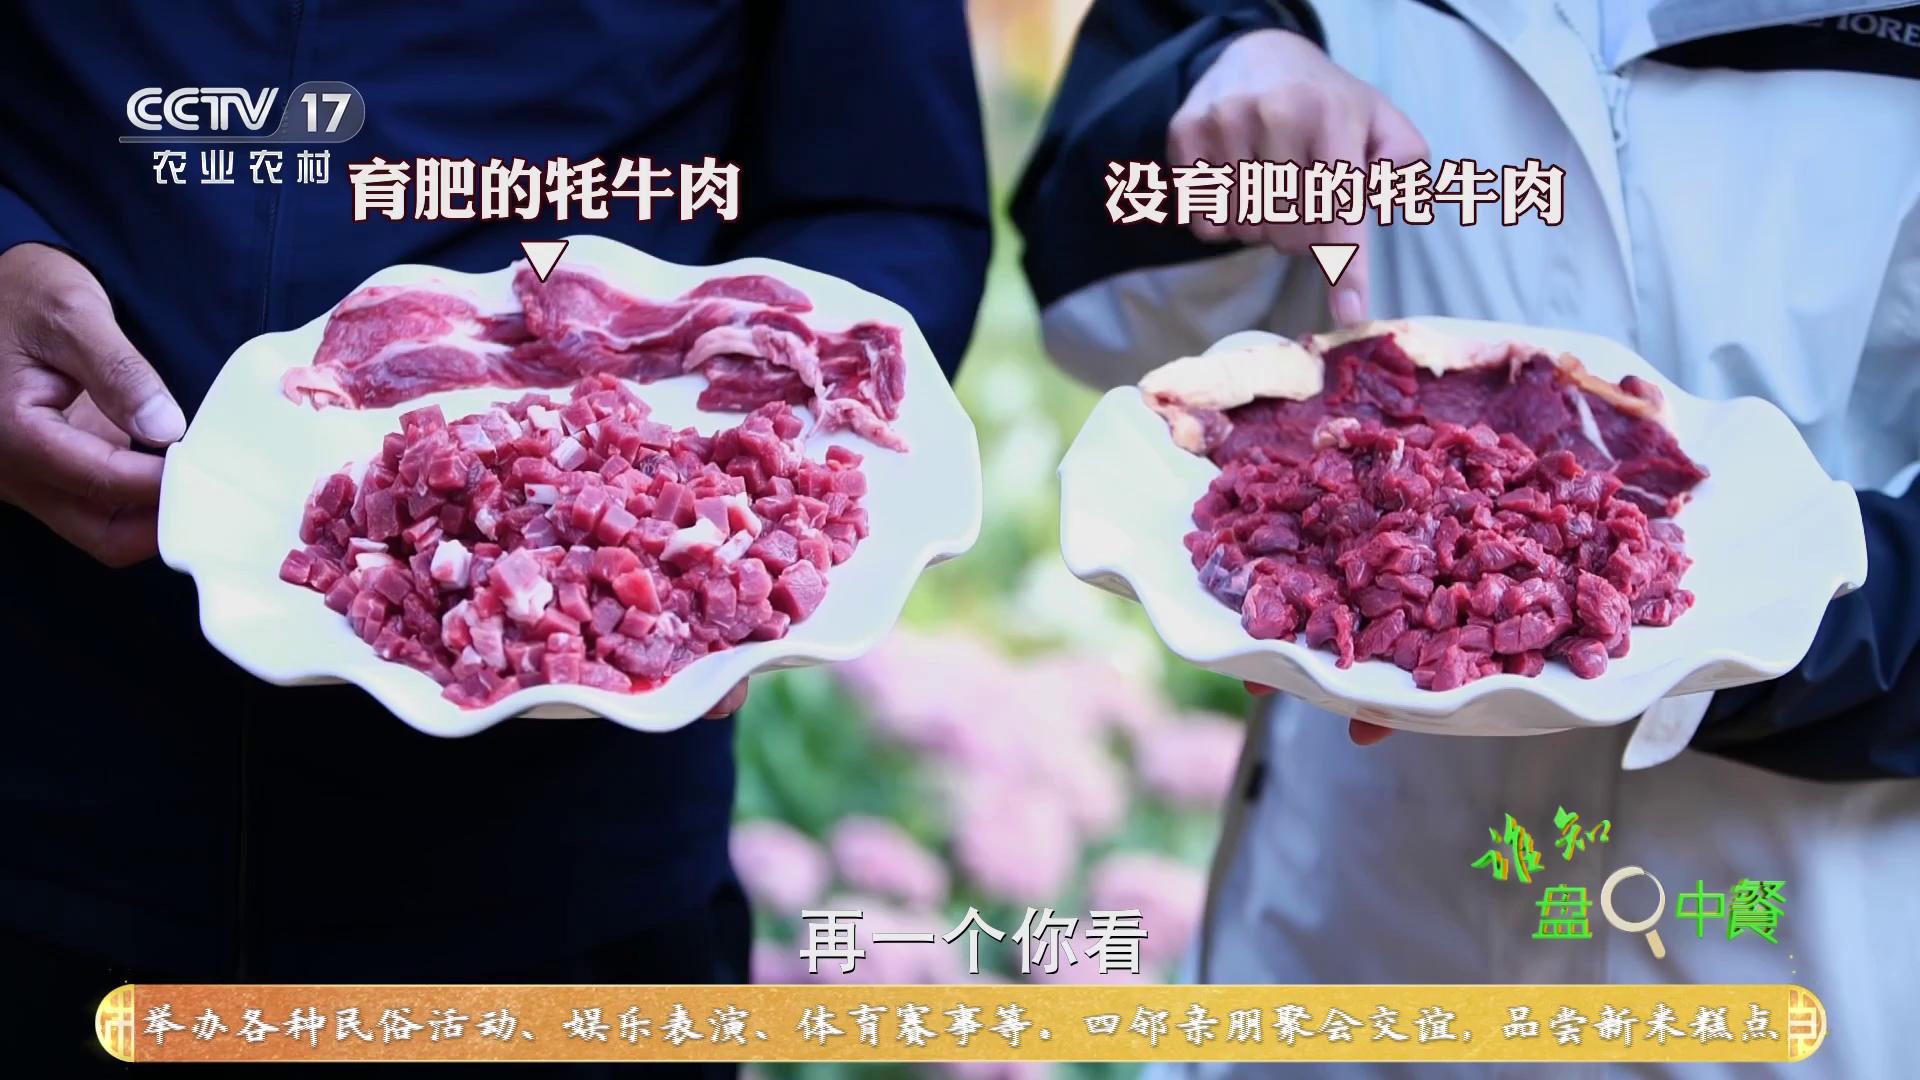 CCTV 17
农业农村
育肥的牦牛肉
没育肥的牦牛肉
谁知
盘中餐
再一个你看
举办各种民俗活动、娱乐表演、体育赛事等。四邻亲朋聚会交谊，品尝新米糕点